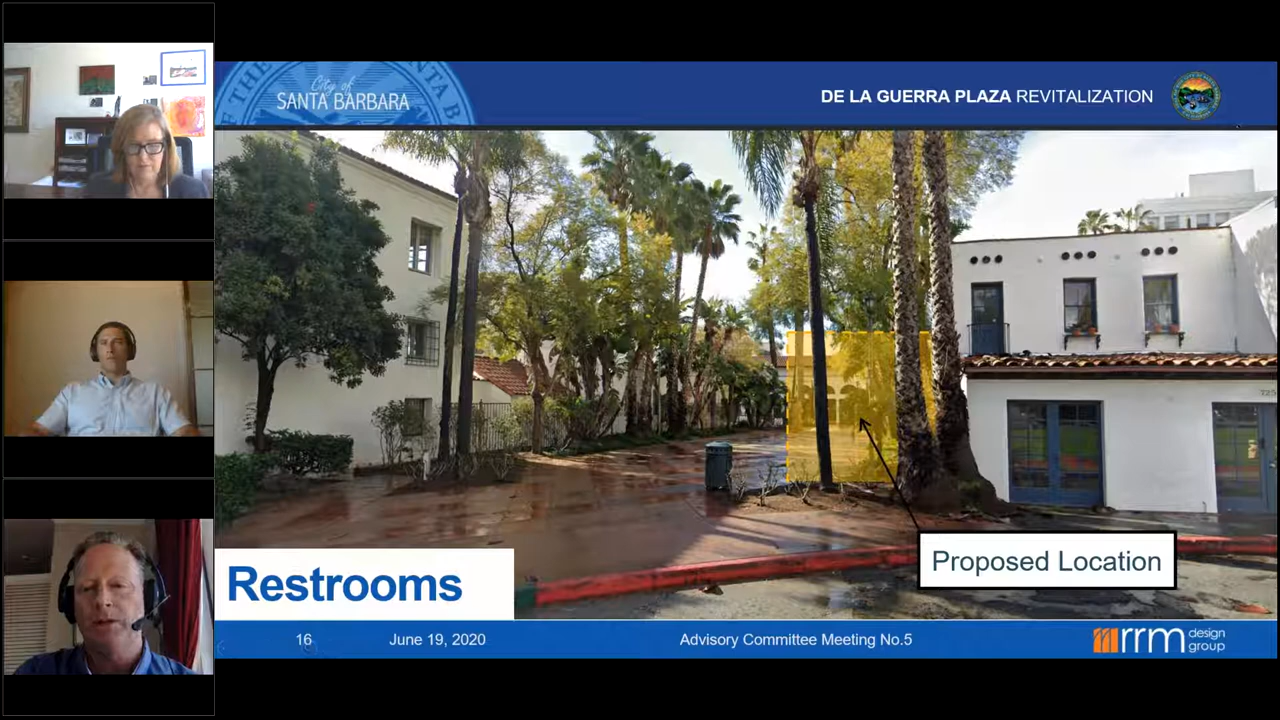 City of
SANTA BARBARA
DE LA GUERRA PLAZA REVITALIZATION
Proposed Location
Restrooms
16
June 19, 2020
Advisory Committee Meeting No.5
rrm design
group